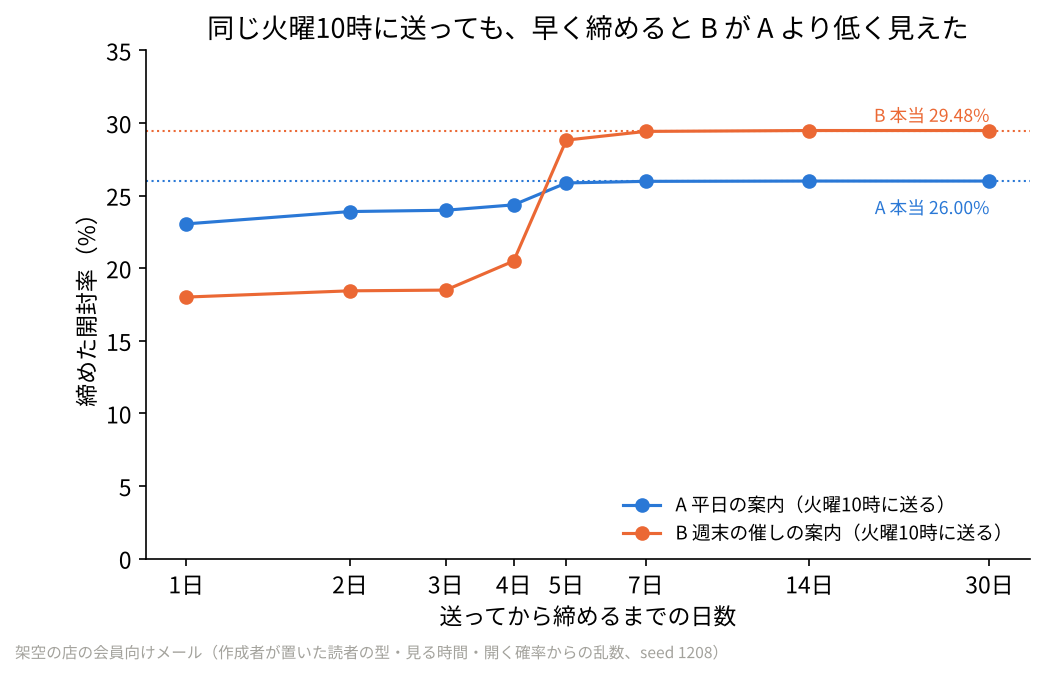 同じ火曜10時に送っても、早く締めると B が A より低く見えた
締めた開封率（%）
35
30
25
20
15
10
5
0
B 本当 29.48%
A 本当 26.00%
A 平日の案内（火曜10時に送る）
B 週末の催しの案内（火曜10時に送る）
1日 2日 3日 4日 5日 7日 14日 30日
送ってから締めるまでの日数
架空の店の会員向けメール（作成者が置いた読者の型・見る時間・開く確率からの乱数、seed 1208）